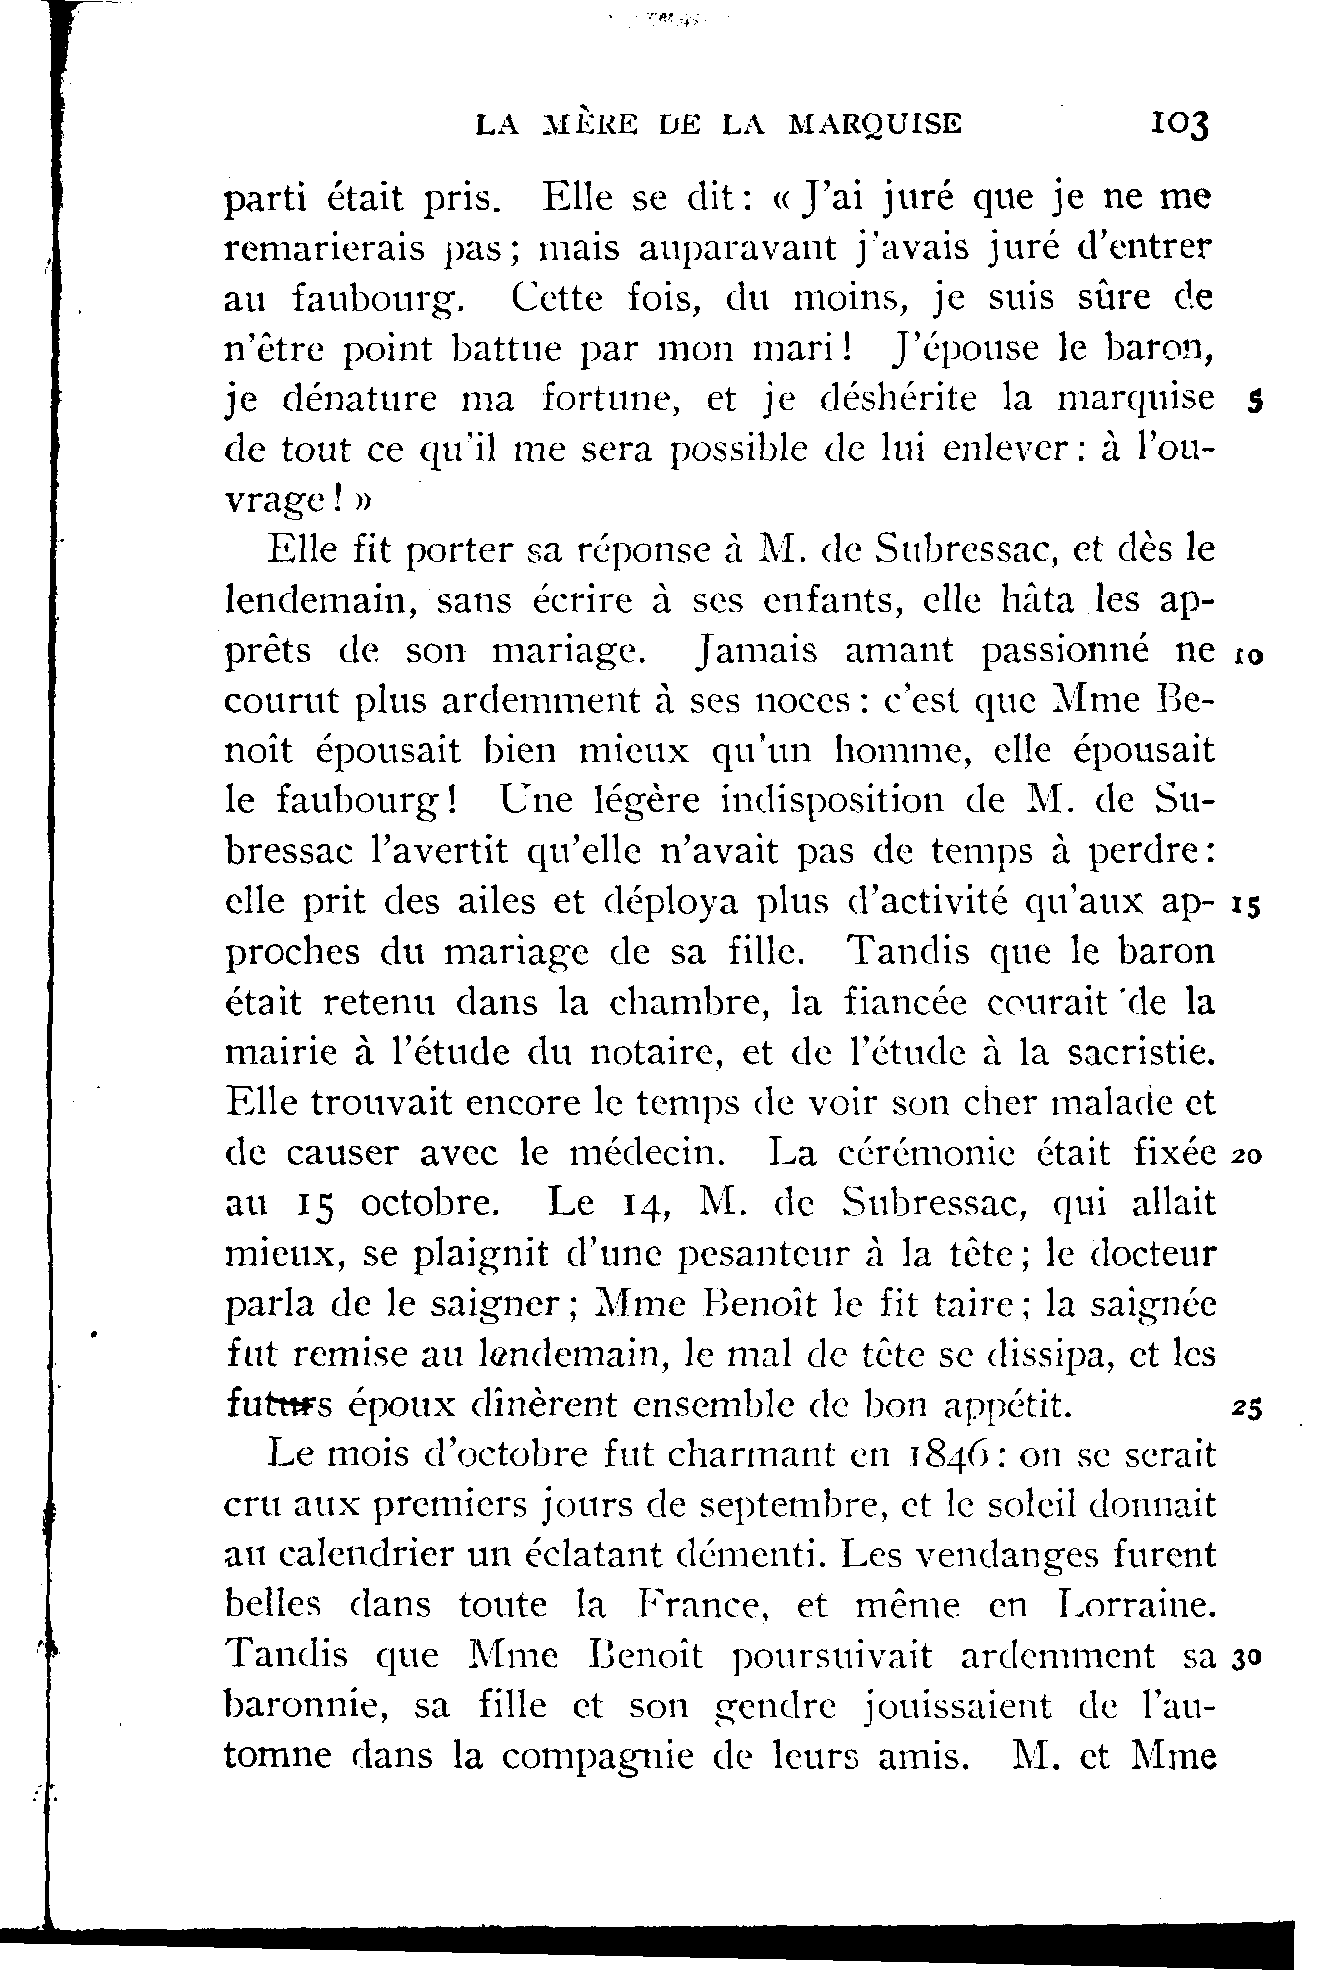 LA MÈRE DE LA MARQUISE 103
parti était pris. Elle se dit : « J'ai juré que je ne me
remarierais pas ; mais auparavant j'avais juré d'entrer
au faubourg. Cette fois, du moins, je suis sûre de
n'être point battue par mon mari ! J'épouse le baron,
je dénature ma fortune, et je déshérite la marquise 5
de tout ce qu'il me sera possible de lui enlever : à l'ou-
vrage ! »
Elle fit porter sa réponse à M. de Subressac, et dès le
lendemain, sans écrire à ses enfants, elle hâta les ap-
prêts de son mariage. Jamais amant passionné ne 10
courut plus ardemment à ses noces : c'est que Mme Be-
noît épousait bien mieux qu'un homme, elle épousait
le faubourg ! Une légère indisposition de M. de Su-
bressac l'avertit qu'elle n'avait pas de temps à perdre :
elle prit des ailes et déploya plus d'activité qu'aux ap- 15
proches du mariage de sa fille. Tandis que le baron
était retenu dans la chambre, la fiancée courait de la
mairie à l'étude du notaire, et de l'étude à la sacristie.
Elle trouvait encore le temps de voir son cher malade et
de causer avec le médecin. La cérémonie était fixée 20
au 15 octobre. Le 14, M. de Subressac, qui allait
mieux, se plaignit d'une pesanteur à la tête ; le docteur
parla de le saigner ; Mme Benoît le fit taire ; la saignée
fut remise au lendemain, le mal de tête se dissipa, et les
futurs époux dînèrent ensemble de bon appétit. 25
Le mois d'octobre fut charmant en 1846 : on se serait
cru aux premiers jours de septembre, et le soleil donnait
au calendrier un éclatant démenti. Les vendanges furent
belles dans toute la France, et même en Lorraine.
Tandis que Mme Benoît poursuivait ardemment sa 30
baronnie, sa fille et son gendre jouissaient de l'au-
tomne dans la compagnie de leurs amis. M. et Mme